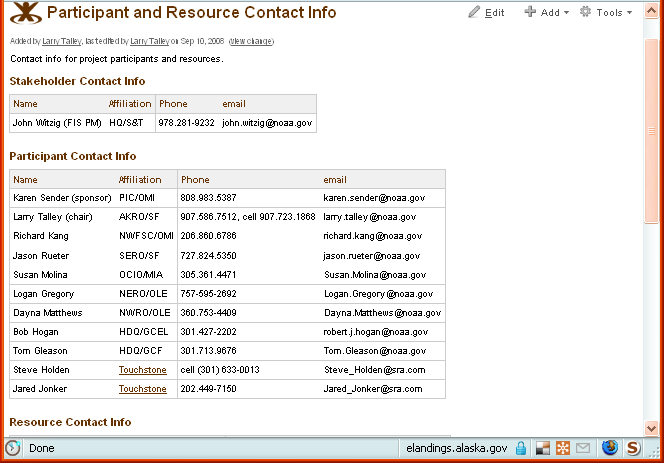 Participant and Resource Contact Info
Edit Add Tools
Added by Larry Talley, last edited by Larry Talley on Sep 10, 2008 (view change)
Contact info for project participants and resources.
Stakeholder Contact Info
Name Affiliation Phone email
John Witzig (FIS PM) HQ/S&T 978.281-9232 john.witzig@noaa.gov
Participant Contact Info
Name Affiliation Phone email
Karen Sender (sponsor) PIC/OMI 808.983.5387 karen.sender@noaa.gov
Larry Talley (chair) AKRO/SF 907.586.7512, cell 907.723.1868 larry.talley@noaa.gov
Richard Kang NWFSC/OMI 206.860.6786 richard.kang@noaa.gov
Jason Rueter SERO/SF 727.824.5350 jason.rueter@noaa.gov
Susan Molina OCIO/MIA 305.361.4471 Susan.Molina@noaa.gov
Logan Gregory NERO/OLE 757-595-2692 Logan.Gregory@noaa.gov
Dayna Matthews NWRO/OLE 360.753-4409 Dayna.Matthews@noaa.gov
Bob Hogan HDQ/GCEL 301.427-2202 robert.j.hogan@noaa.gov
Tom Gleason HDQ/GCF 301.713.9676 Tom.Gleason@noaa.gov
Steve Holden Touchstone cell (301) 633-0013 Steve_Holden@sra.com
Jared Jonker Touchstone 202.449-7150 Jared_Jonker@sra.com
Resource Contact Info
Done elandings.alaska.gov